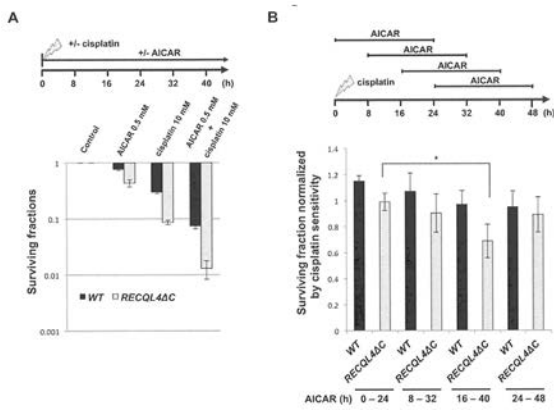 A
+/- cisplatin
+/- AICAR
0 8 16 24 32 40 (h)
Control
AICAR 0.5 mM
cisplatin 10 mM
AICAR 0.5 mM
+
cisplatin 10 mM
Surviving fractions
1
0.1
0.01
0.001
WT RECQL4ΔC
B
AICAR
AICAR
AICAR
AICAR
cisplatin
0 8 16 24 32 40 48 (h)
Surviving fraction normalized
by cisplatin sensitivity
1.4
1.2
1
0.8
0.6
0.4
0.2
0
*
WT RECQL4ΔC WT RECQL4ΔC WT RECQL4ΔC WT RECQL4ΔC
AICAR (h) 0 – 24 8 – 32 16 – 40 24 – 48